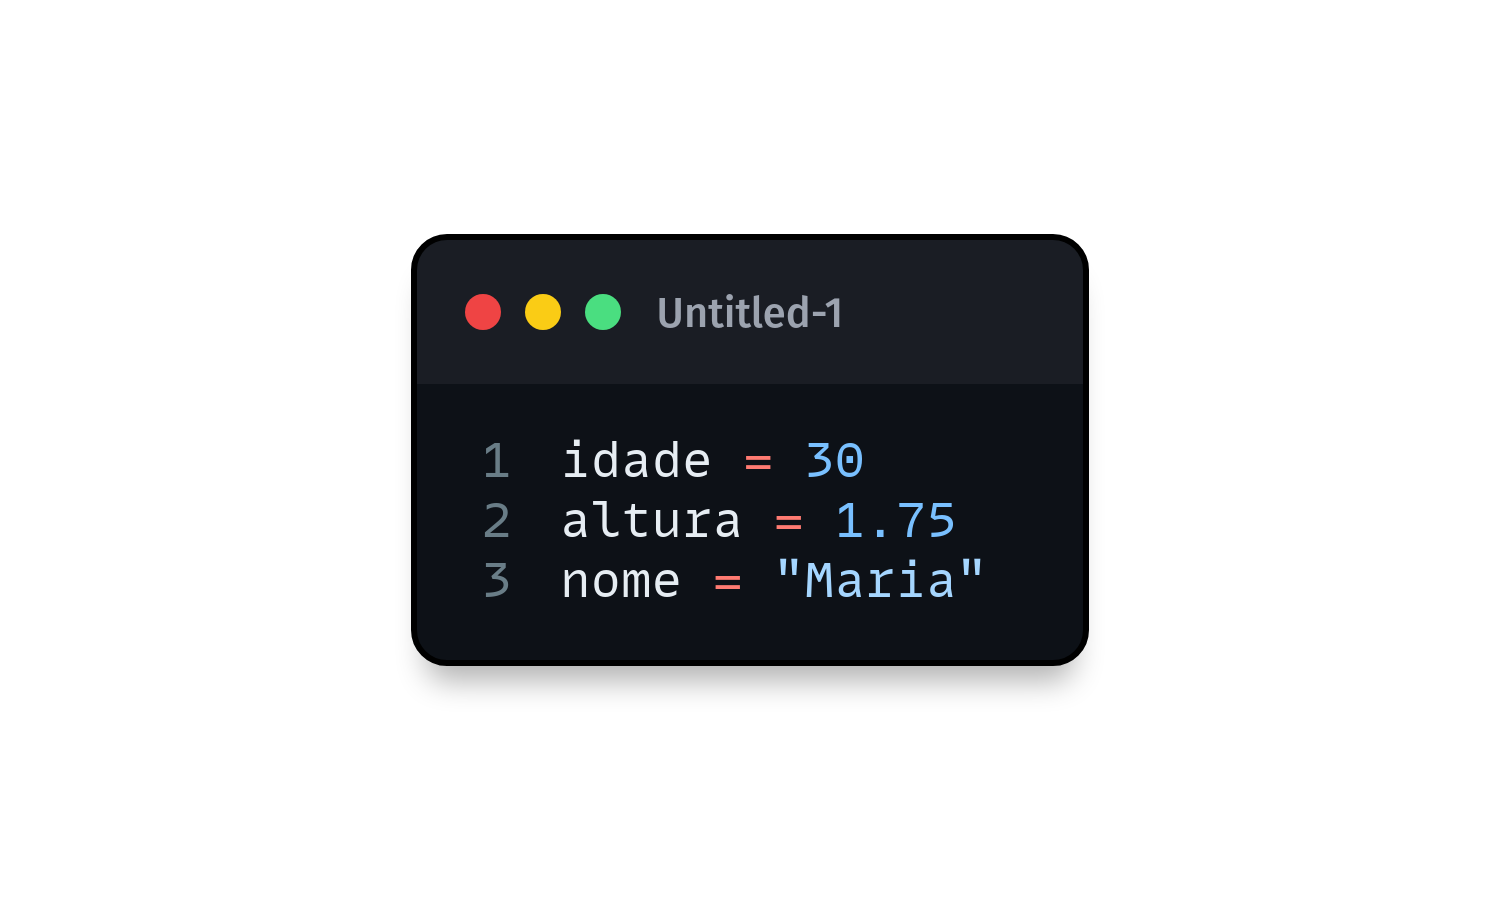 Untitled-1
1 idade = 30
2 altura = 1.75
3 nome = "Maria"